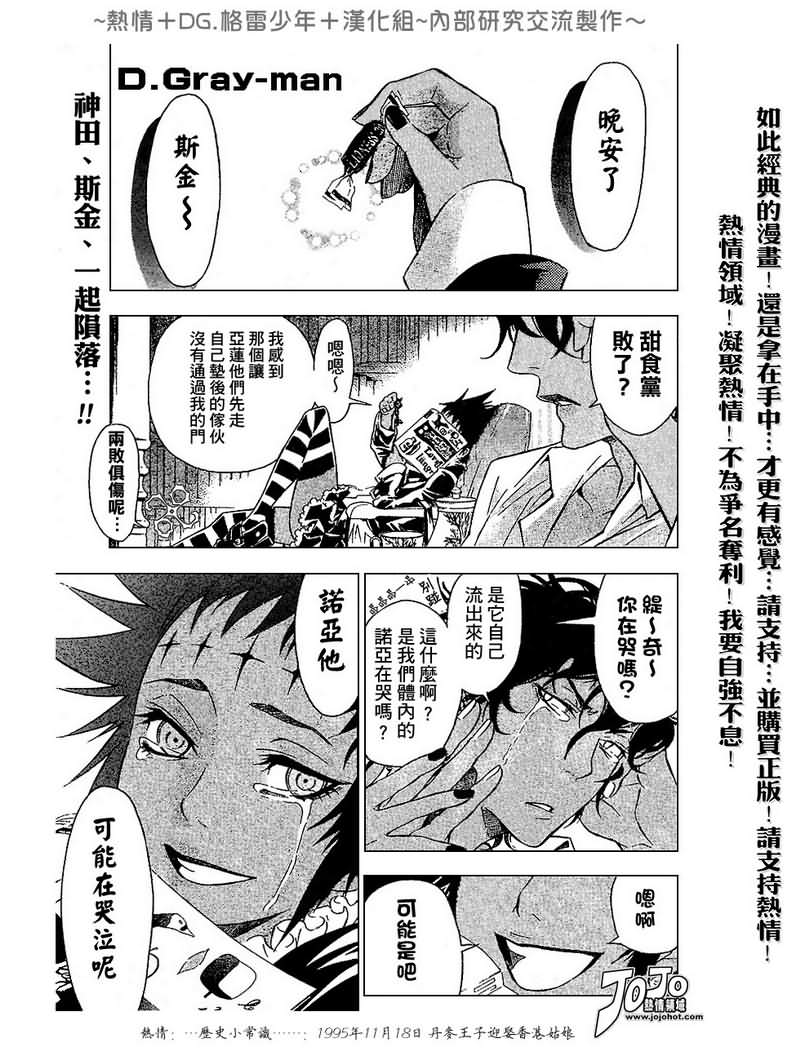 ~熱情＋DG.格雷少年＋漢化組~內部研究交流製作～
D.Gray-man
神田、斯金、一起隕落…!!
晚安了
斯金～
甜食黨
敗了？
嗯嗯～
我感到
那個讓
亞蓮他們先走
自己墊後的傢伙
沒有通過我的門
兩敗俱傷呢…
緹～奇～
你在哭嗎？
別碰
是它自己
流出來的
這什麼啊？
是我們體內的
諾亞在哭嗎？
諾亞他
可能在哭泣呢
嗯啊
可能是吧
如此經典的漫畫！還是拿在手中…才更有感覺…請支持…並購買正版！請支持熱情！
熱情領域！凝聚熱情！不為爭名奪利！我要自強不息！
JOJO
熱情領域
www.jojohot.com
熱情：…歷史小常識……：1995年11月18日 丹麥王子迎娶香港姑娘